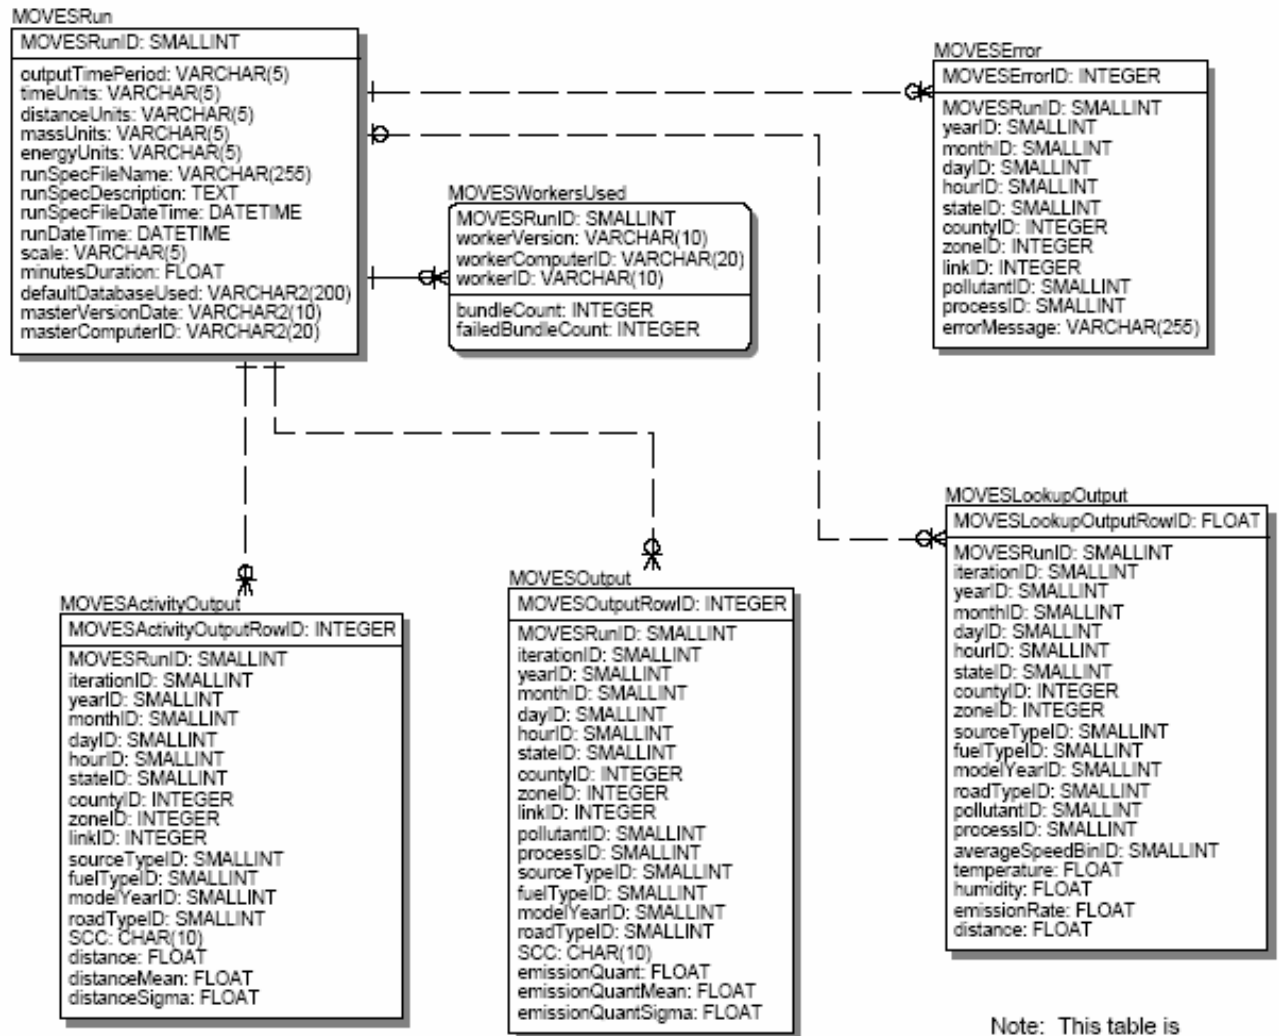 MOVESRun
MOVESRunID: SMALLINT
outputTimePeriod: VARCHAR(5)
timeUnits: VARCHAR(5)
distanceUnits: VARCHAR(5)
massUnits: VARCHAR(5)
energyUnits: VARCHAR(5)
runSpecFileName: VARCHAR(255)
runSpecDescription: TEXT
runSpecFileDateTime: DATETIME
runDateTime: DATETIME
scale: VARCHAR(5)
minutesDuration: FLOAT
defaultDatabaseUsed: VARCHAR2(200)
masterVersionDate: VARCHAR2(10)
masterComputerID: VARCHAR2(20)
MOVESWorkersUsed
MOVESRunID: SMALLINT
workerVersion: VARCHAR(10)
workerComputerID: VARCHAR(20)
workerID: VARCHAR(10)
bundleCount: INTEGER
failedBundleCount: INTEGER
MOVESError
MOVESErrorID: INTEGER
MOVESRunID: SMALLINT
yearID: SMALLINT
monthID: SMALLINT
dayID: SMALLINT
hourID: SMALLINT
stateID: SMALLINT
countyID: INTEGER
zoneID: INTEGER
linkID: INTEGER
pollutantID: SMALLINT
processID: SMALLINT
errorMessage: VARCHAR(255)
MOVESActivityOutput
MOVESActivityOutputRowID: INTEGER
MOVESRunID: SMALLINT
iterationID: SMALLINT
yearID: SMALLINT
monthID: SMALLINT
dayID: SMALLINT
hourID: SMALLINT
stateID: SMALLINT
countyID: INTEGER
zoneID: INTEGER
linkID: INTEGER
sourceTypeID: SMALLINT
fuelTypeID: SMALLINT
modelYearID: SMALLINT
roadTypeID: SMALLINT
SCC: CHAR(10)
distance: FLOAT
distanceMean: FLOAT
distanceSigma: FLOAT
MOVESOutput
MOVESOutputRowID: INTEGER
MOVESRunID: SMALLINT
iterationID: SMALLINT
yearID: SMALLINT
monthID: SMALLINT
dayID: SMALLINT
hourID: SMALLINT
stateID: SMALLINT
countyID: INTEGER
zoneID: INTEGER
linkID: INTEGER
pollutantID: SMALLINT
processID: SMALLINT
sourceTypeID: SMALLINT
fuelTypeID: SMALLINT
modelYearID: SMALLINT
roadTypeID: SMALLINT
SCC: CHAR(10)
emissionQuant: FLOAT
emissionQuantMean: FLOAT
emissionQuantSigma: FLOAT
MOVESLookupOutput
MOVESLookupOutputRowID: FLOAT
MOVESRunID: SMALLINT
iterationID: SMALLINT
yearID: SMALLINT
monthID: SMALLINT
dayID: SMALLINT
hourID: SMALLINT
stateID: SMALLINT
countyID: INTEGER
zoneID: INTEGER
sourceTypeID: SMALLINT
fuelTypeID: SMALLINT
modelYearID: SMALLINT
roadTypeID: SMALLINT
pollutantID: SMALLINT
processID: SMALLINT
averageSpeedBinID: SMALLINT
temperature: FLOAT
humidity: FLOAT
emissionRate: FLOAT
distance: FLOAT
Note: This table is